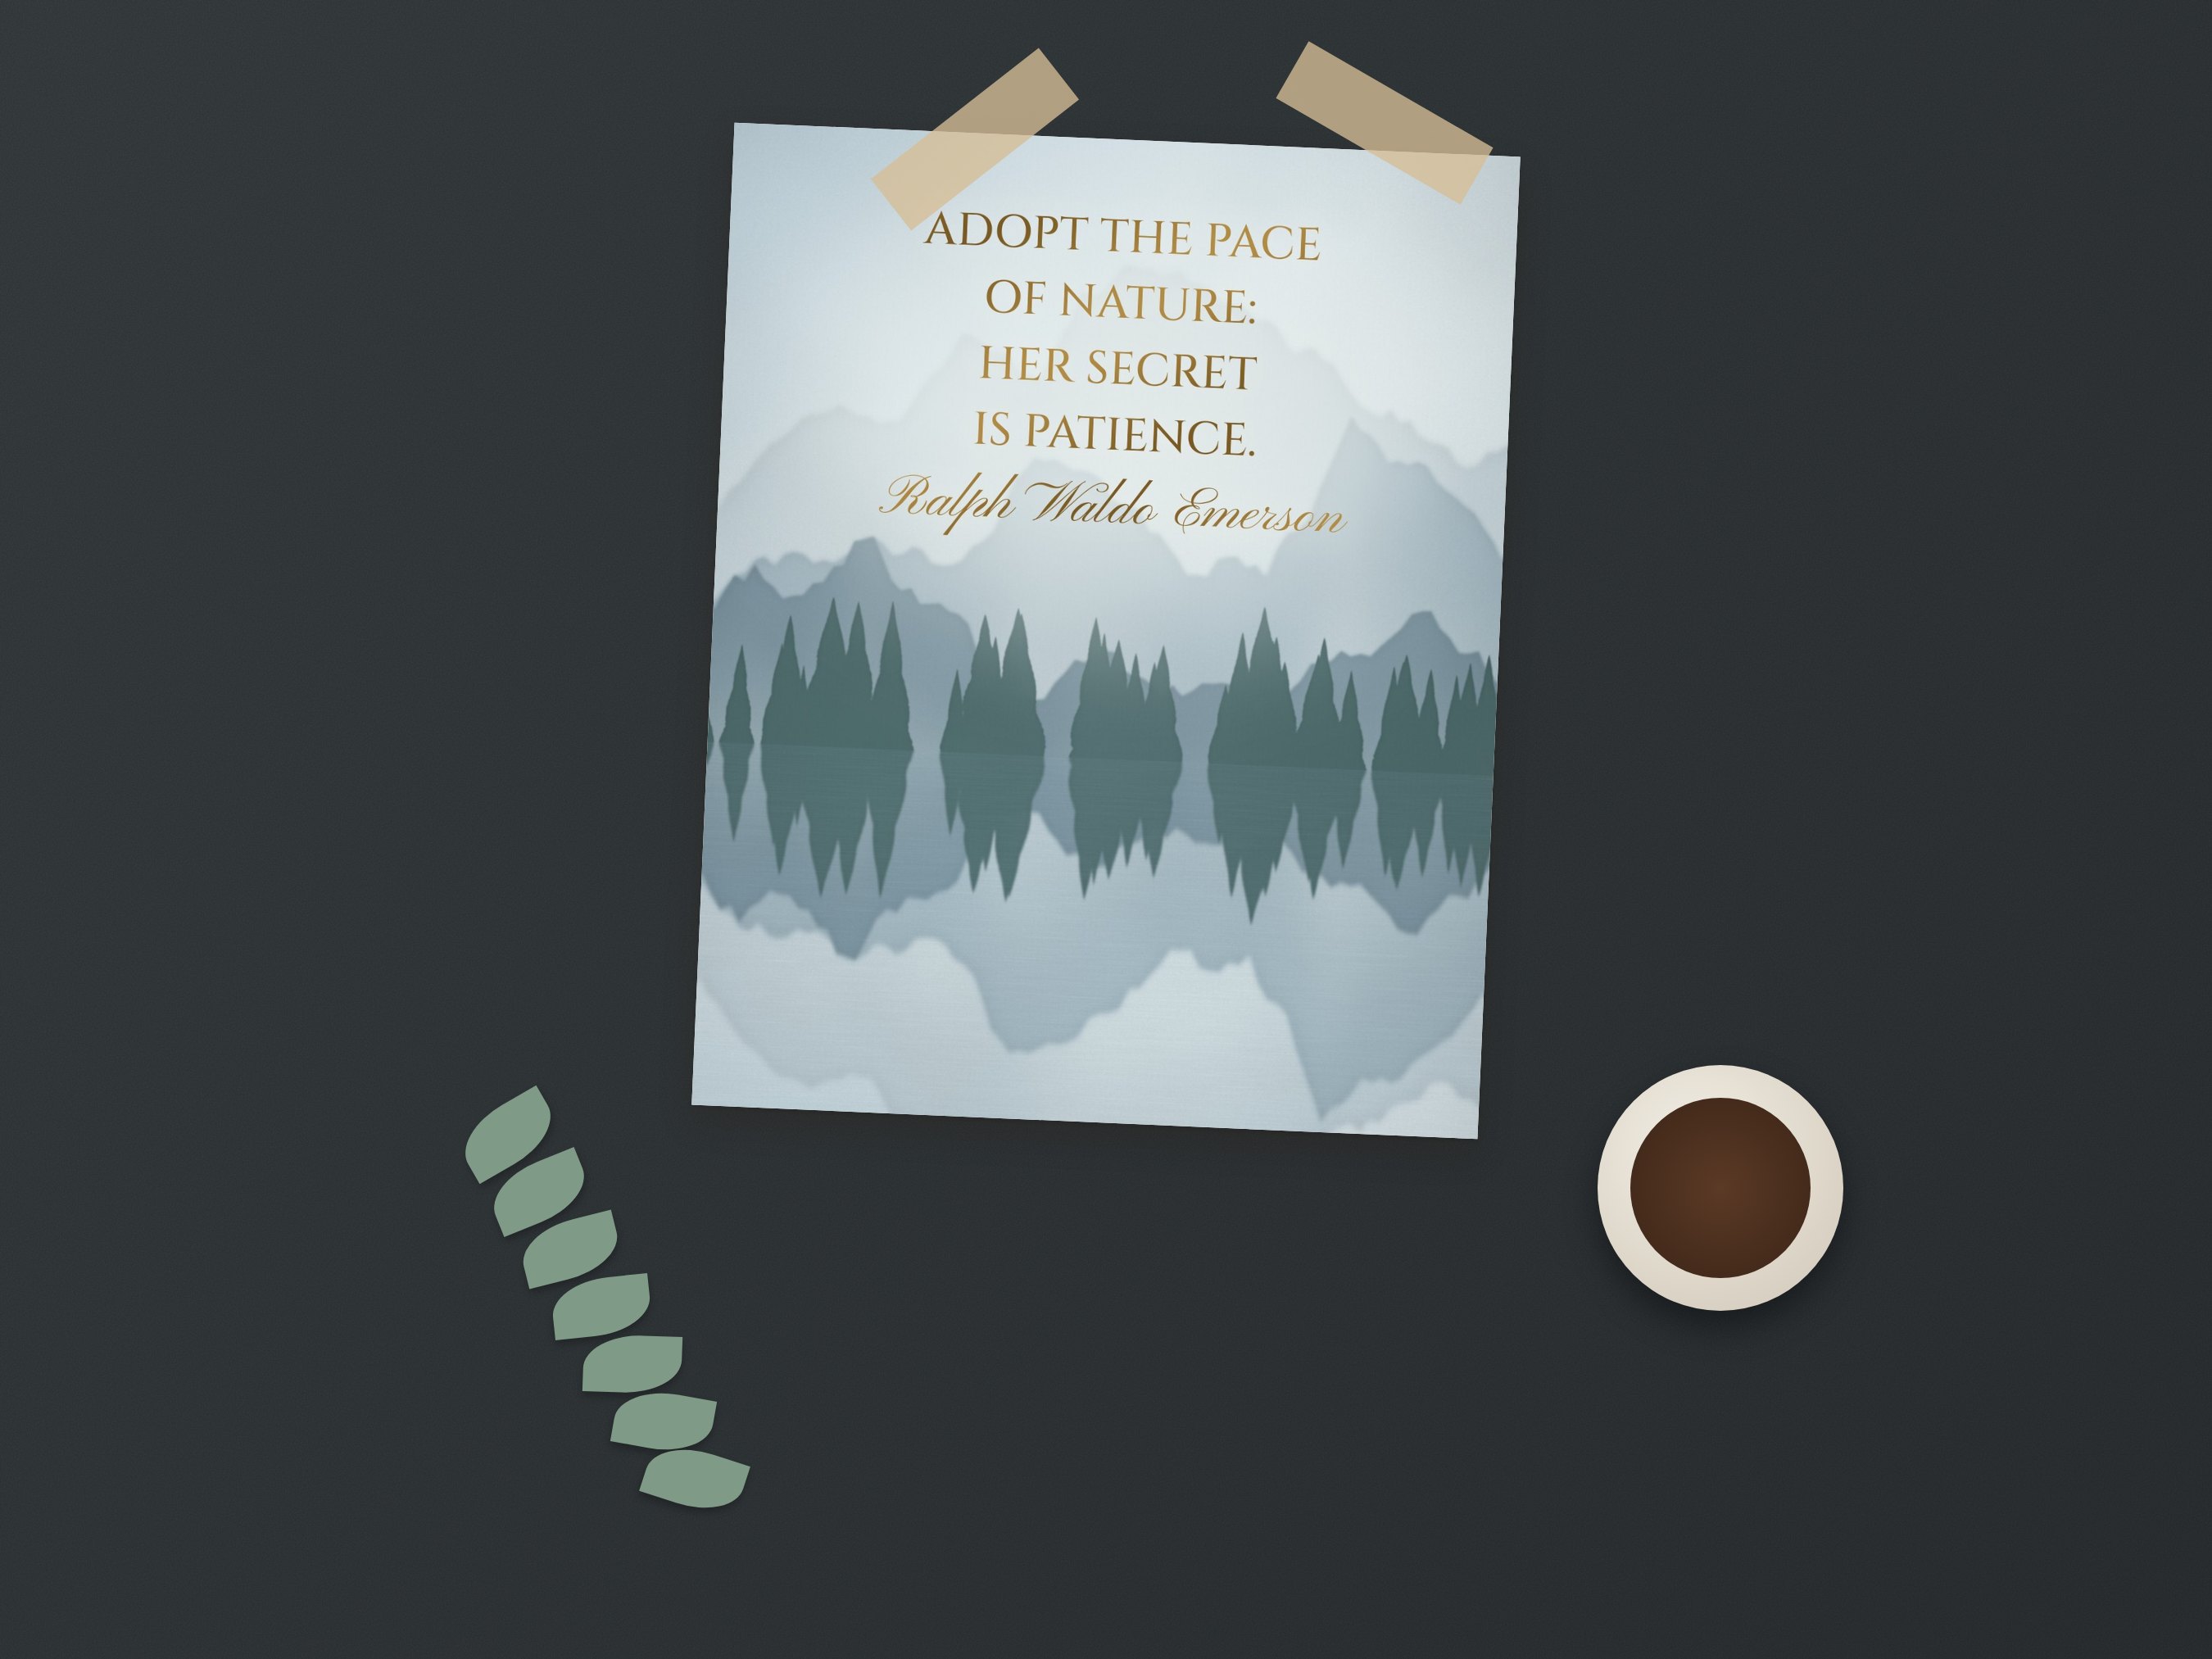 ADOPT THE PACE
OF NATURE:
HER SECRET
IS PATIENCE.
Ralph Waldo Emerson